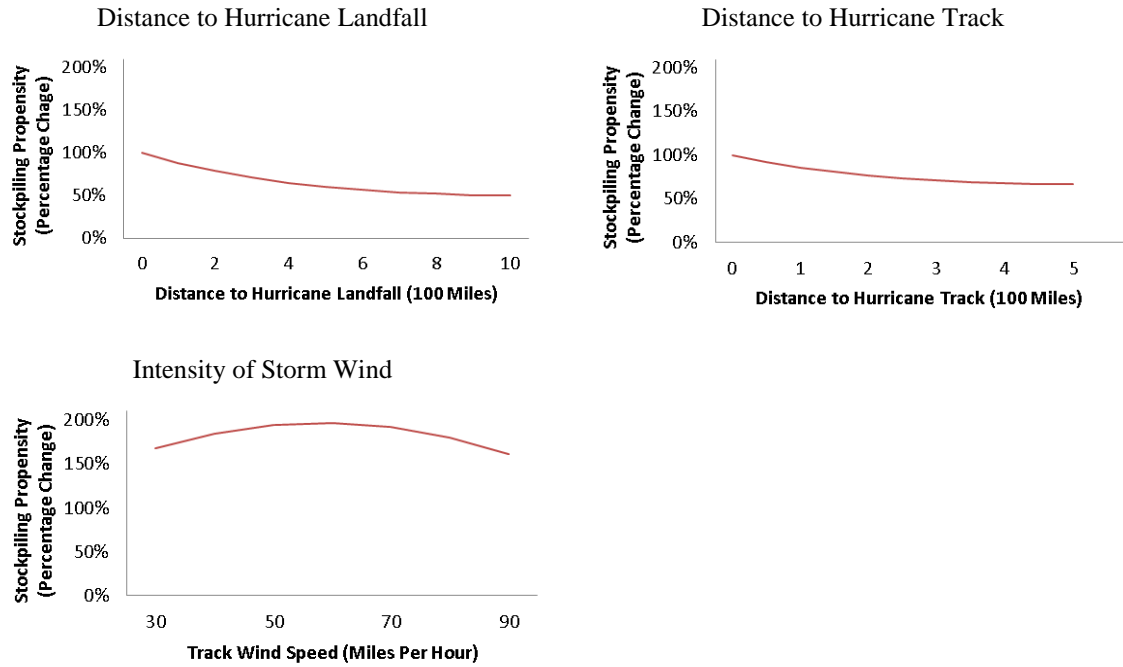 Distance to Hurricane Landfall
Stockpiling Propensity
(Percentage Chage)
200%
150%
100%
50%
0%
0 2 4 6 8 10
Distance to Hurricane Landfall (100 Miles)
Distance to Hurricane Track
Stockpiling Propensity
(Percentage Change)
200%
150%
100%
50%
0%
0 1 2 3 4 5
Distance to Hurricane Track (100 Miles)
Intensity of Storm Wind
Stockpiling Propensity
(Percentage Change)
200%
150%
100%
50%
0%
30 50 70 90
Track Wind Speed (Miles Per Hour)